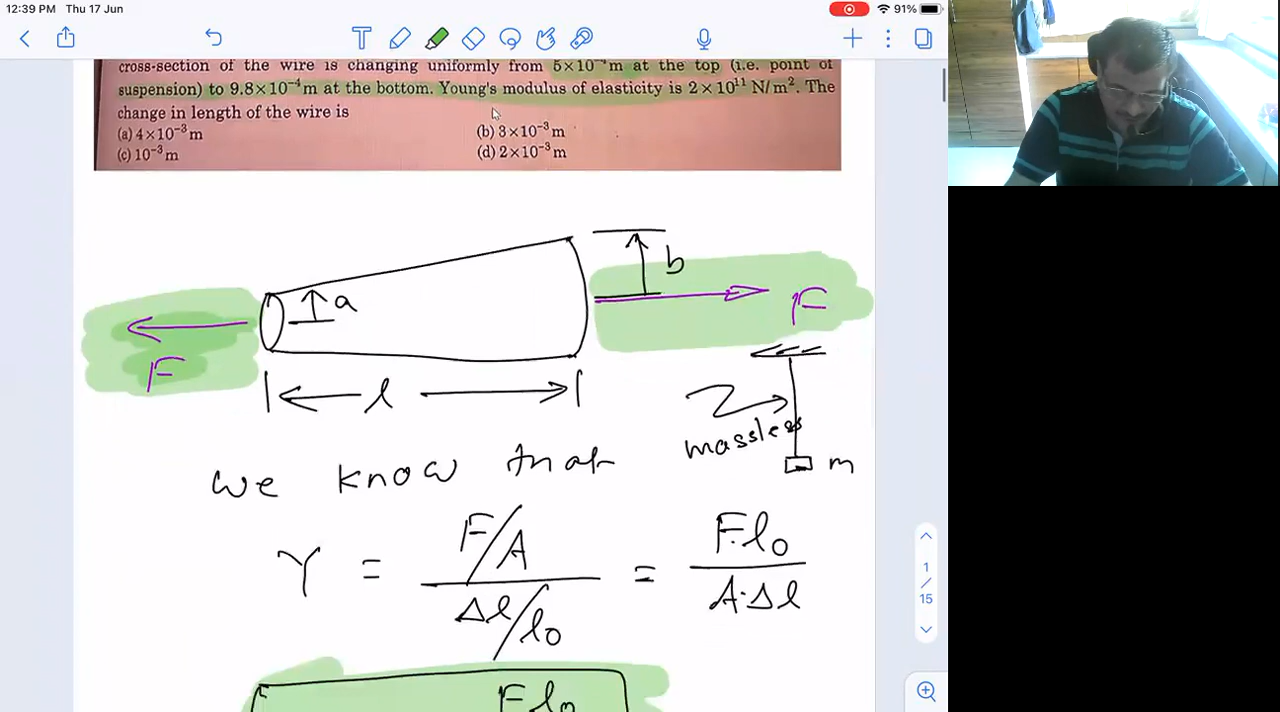 12:39 PM Thu 17 Jun
91%
T
cross-section of the wire is changing uniformly from 5×10⁻⁴m at the top (i.e. point of
suspension) to 9.8×10⁻⁴m at the bottom. Young's modulus of elasticity is 2×10¹¹ N/m². The
change in length of the wire is
(a) 4×10⁻³m (b) 3×10⁻³m
(c) 10⁻³m (d) 2×10⁻³m
a
b
F
F
l
massless
m
we know that
Y = F/A / Δl/l₀ = F.l₀ / A.Δl
F l₀
1
/
15